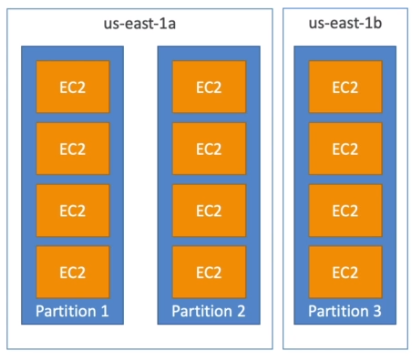 us-east-1a
EC2
EC2
EC2
EC2
Partition 1
EC2
EC2
EC2
EC2
Partition 2
us-east-1b
EC2
EC2
EC2
EC2
Partition 3